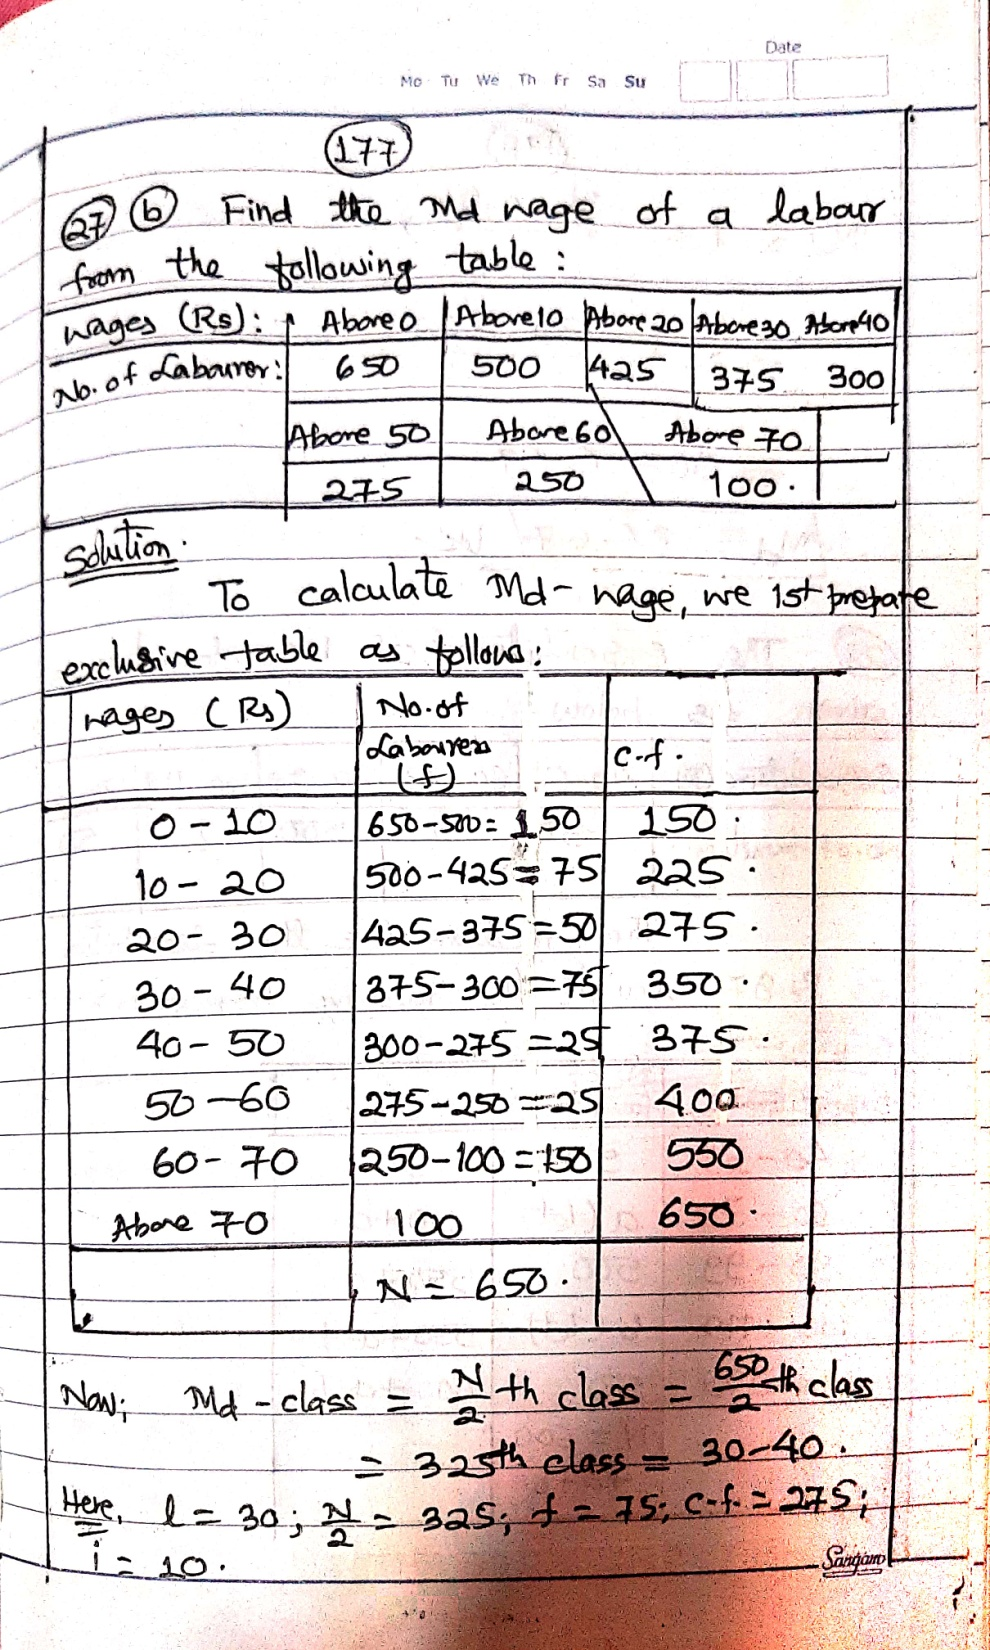 Date
Mo Tu We Th Fr Sa Su
177
27 b Find the Md wage of a labour
from the following table :
wages (Rs): Above 0 Above 10 Above 20 Above 30 Above 40
No. of Labourer: 650 500 425 375 300
Above 50 Above 60 Above 70
275 250 100.
Solution.
To calculate Md- wage, we 1st prepare
exclusive table as follows:
wages (Rs) No. of
Labourers c.f.
(f)
0-10 650-500= 150 150.
10-20 500-425=75 225.
20-30 425-375=50 275.
30-40 375-300=75 350.
40-50 300-275=25 375.
50-60 275-250=25 400
60-70 250-100=150 550
Above 70 100 650.
N = 650.
Now; Md-class = N/2 th class = 650/2 th class
= 325th class = 30-40.
Here, l = 30; N/2 = 325; f = 75; c.f. = 275;
i = 10.
Sangam